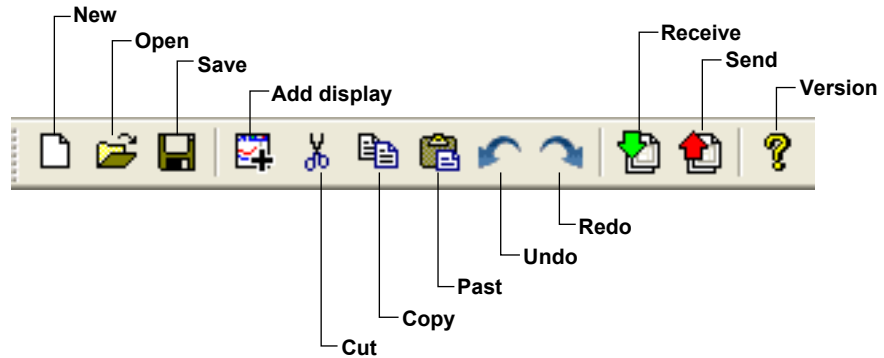 New
Open
Save
Add display
Receive
Send
Version
Redo
Undo
Past
Copy
Cut